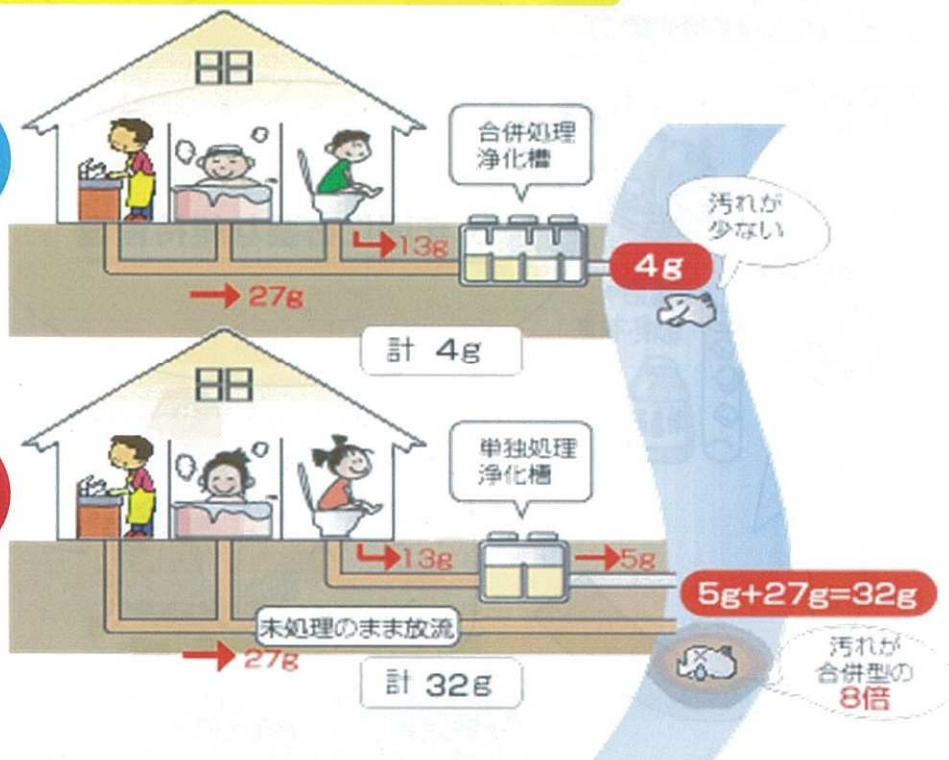 合併処理
浄化槽
汚れが
少ない
13g
4g
27g
計 4g
単独処理
浄化槽
13g
5g
5g+27g=32g
未処理のまま放流
27g
計 32g
汚れが
合併型の
8倍